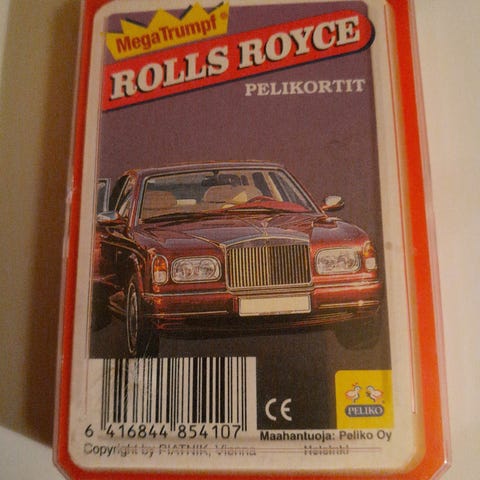 MegaTrumpf®
ROLLS ROYCE
PELIKORTIT
PELIKO
6 416844 854107
CE
Maahantuoja: Peliko Oy
Copyright by PIATNIK, Vienna
Helsinki